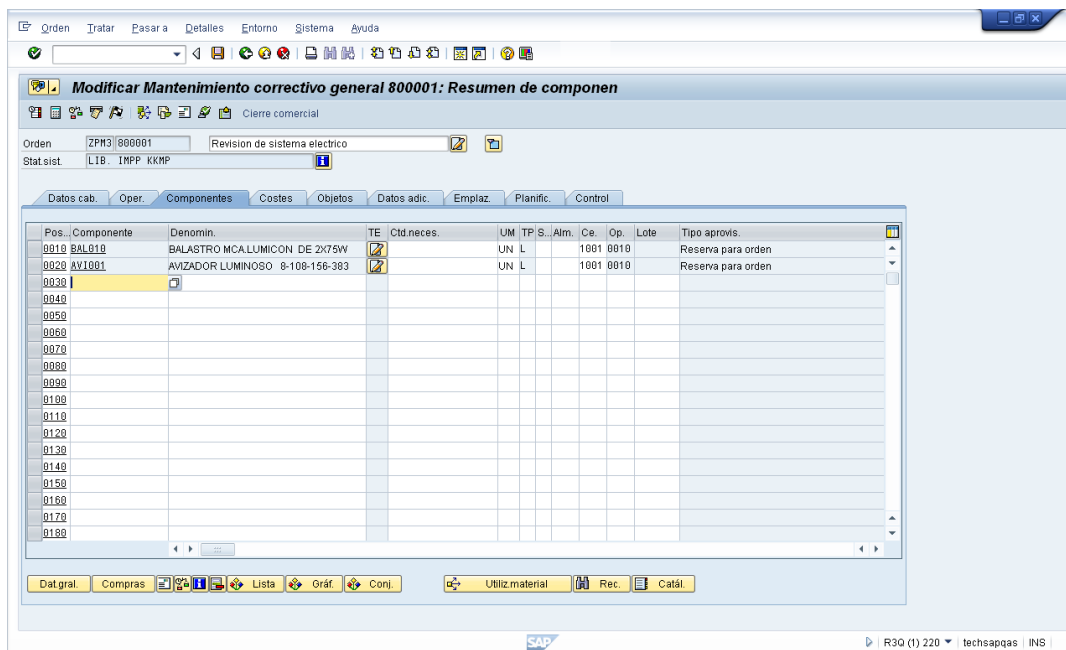 Orden Tratar Pasar a Detalles Entorno Sistema Ayuda
Modificar Mantenimiento correctivo general 800001: Resumen de componen
Cierre comercial
Orden ZPM3 800001 Revision de sistema electrico
Stat.sist. LIB. IMPP KKMP
Datos cab. Oper. Componentes Costes Objetos Datos adic. Emplaz. Planific. Control
Pos... Componente Denomin. TE Ctd.neces. UM TP S... Alm. Ce. Op. Lote Tipo aprovis.
0010 BAL010 BALASTRO MCA.LUMICON DE 2X75W UN L 1001 0010 Reserva para orden
0020 AVI001 AVIZADOR LUMINOSO 8-108-156-383 UN L 1001 0010 Reserva para orden
0030
0040
0050
0060
0070
0080
0090
0100
0110
0120
0130
0140
0150
0160
0170
0180
Dat.gral. Compras Lista Gráf. Conj. Utiliz.material Rec. Catál.
SAP R3Q (1) 220 techsapqas INS